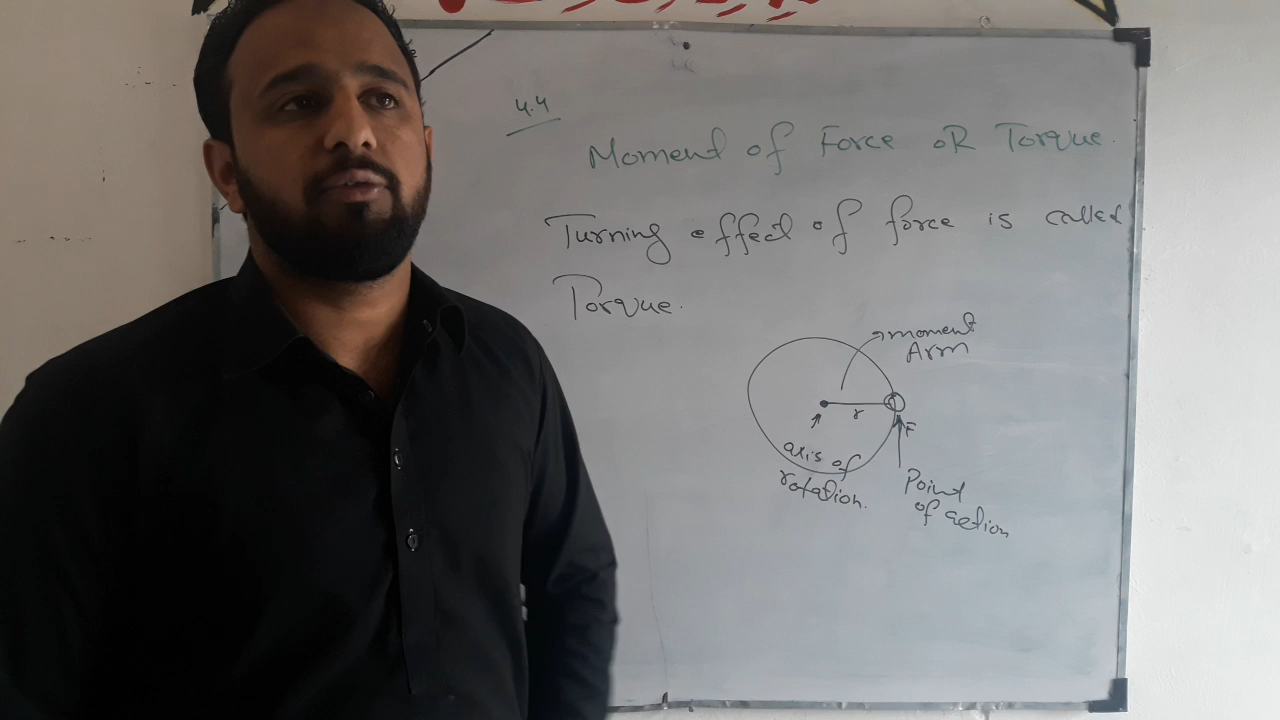 4.4
Moment of Force OR Torque.
Turning effect of force is called
Torque.
moment
Arm
r
F
axis of
rotation.
Point
of action